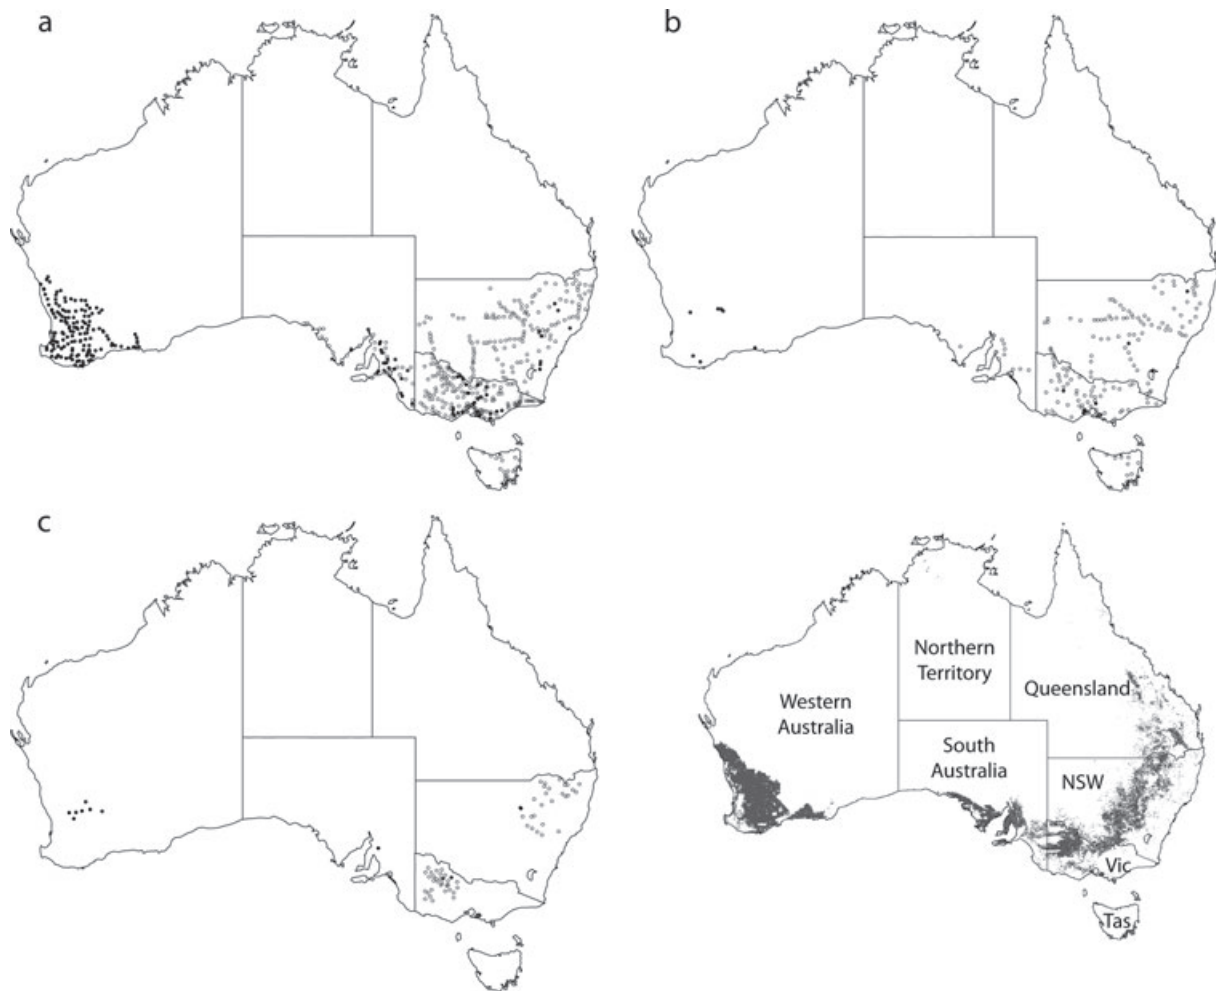 a
b
c
Northern
Territory
Queensland
Western
Australia
South
Australia
NSW
Vic
Tas